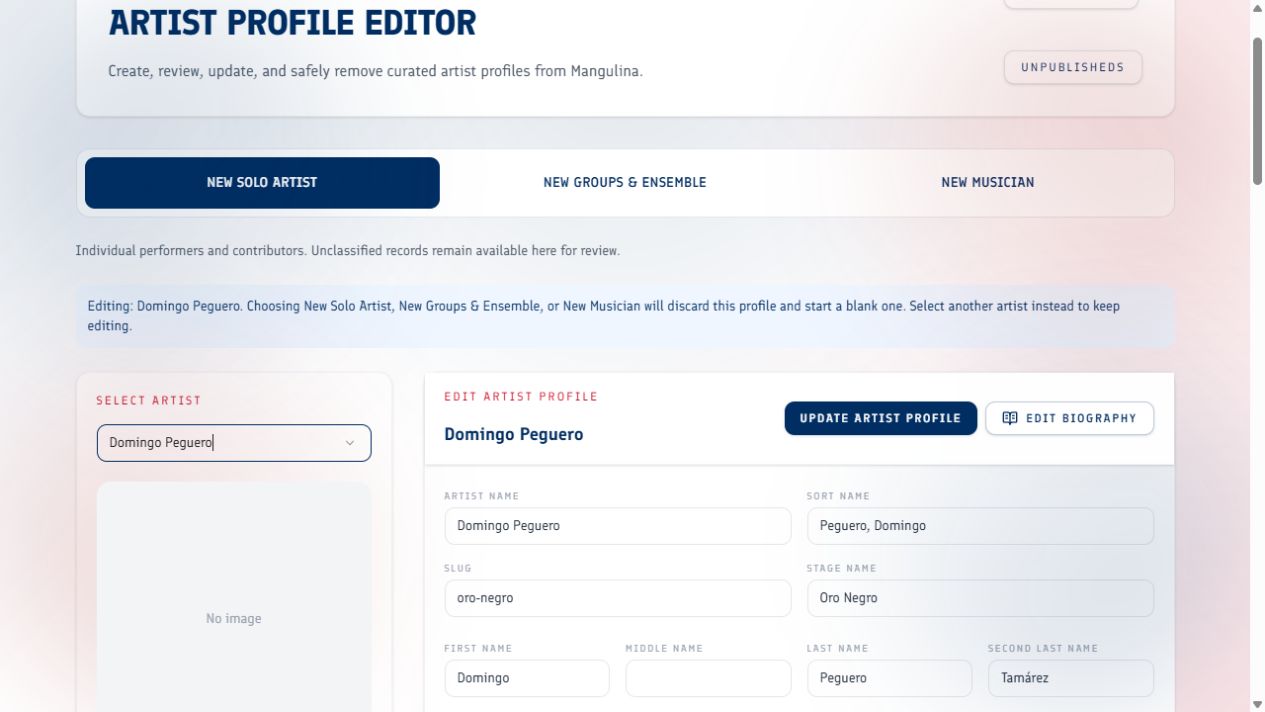 ARTIST PROFILE EDITOR
Create, review, update, and safely remove curated artist profiles from Mangulina.
UNPUBLISHEDS
NEW SOLO ARTIST
NEW GROUPS & ENSEMBLE
NEW MUSICIAN
Individual performers and contributors. Unclassified records remain available here for review.
Editing: Domingo Peguero. Choosing New Solo Artist, New Groups & Ensemble, or New Musician will discard this profile and start a blank one. Select another artist instead to keep
editing.
SELECT ARTIST
Domingo Peguero
No image
EDIT ARTIST PROFILE
Domingo Peguero
UPDATE ARTIST PROFILE
EDIT BIOGRAPHY
ARTIST NAME
Domingo Peguero
SORT NAME
Peguero, Domingo
SLUG
oro-negro
STAGE NAME
Oro Negro
FIRST NAME
Domingo
MIDDLE NAME
LAST NAME
Peguero
SECOND LAST NAME
Tamárez